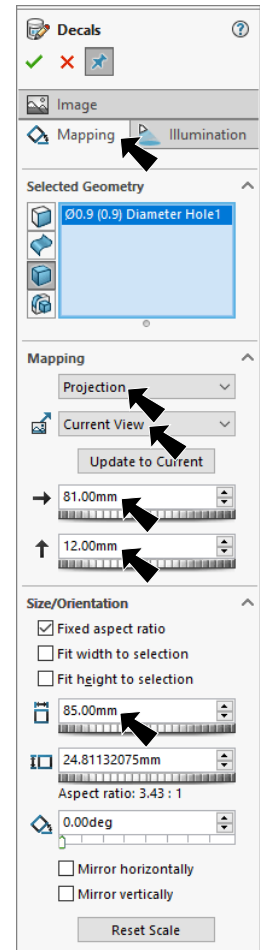 Decals
Image
Mapping
Illumination
Selected Geometry
Ø0.9 (0.9) Diameter Hole1
Mapping
Projection
Current View
Update to Current
81.00mm
12.00mm
Size/Orientation
Fixed aspect ratio
Fit width to selection
Fit height to selection
85.00mm
24.81132075mm
Aspect ratio: 3.43 : 1
0.00deg
Mirror horizontally
Mirror vertically
Reset Scale